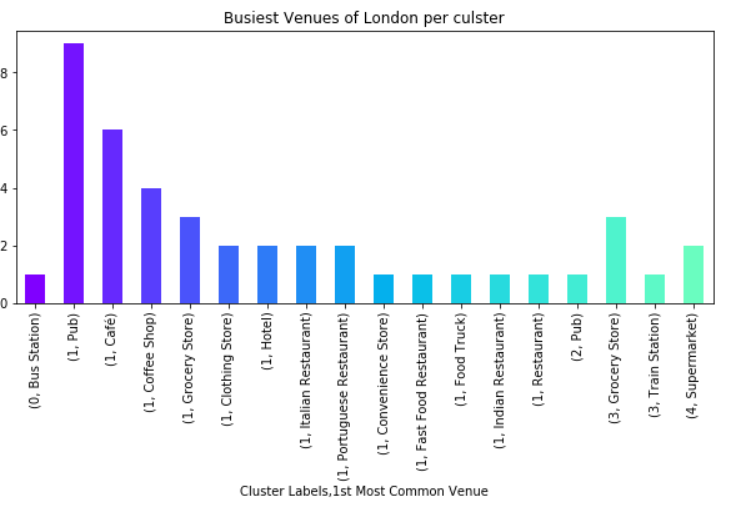 Busiest Venues of London per culster
8
6
4
2
0
(0, Bus Station)
(1, Pub)
(1, Café)
(1, Coffee Shop)
(1, Grocery Store)
(1, Clothing Store)
(1, Hotel)
(1, Italian Restaurant)
(1, Portuguese Restaurant)
(1, Convenience Store)
(1, Fast Food Restaurant)
(1, Food Truck)
(1, Indian Restaurant)
(1, Restaurant)
(2, Pub)
(3, Grocery Store)
(3, Train Station)
(4, Supermarket)
Cluster Labels,1st Most Common Venue